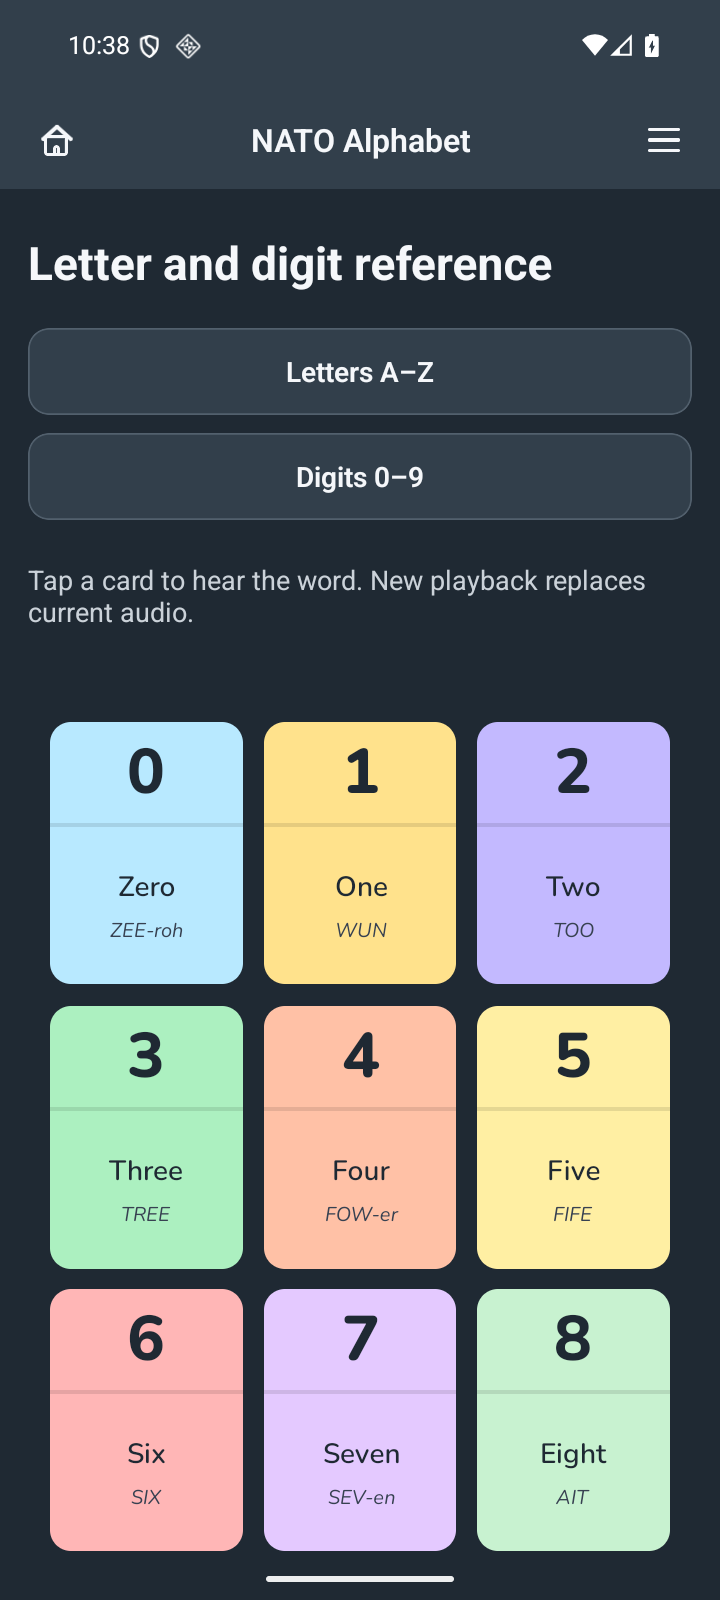 10:38
NATO Alphabet
Letter and digit reference
Letters A–Z
Digits 0–9
Tap a card to hear the word. New playback replaces
current audio.
0
Zero
ZEE-roh
1
One
WUN
2
Two
TOO
3
Three
TREE
4
Four
FOW-er
5
Five
FIFE
6
Six
SIX
7
Seven
SEV-en
8
Eight
AIT